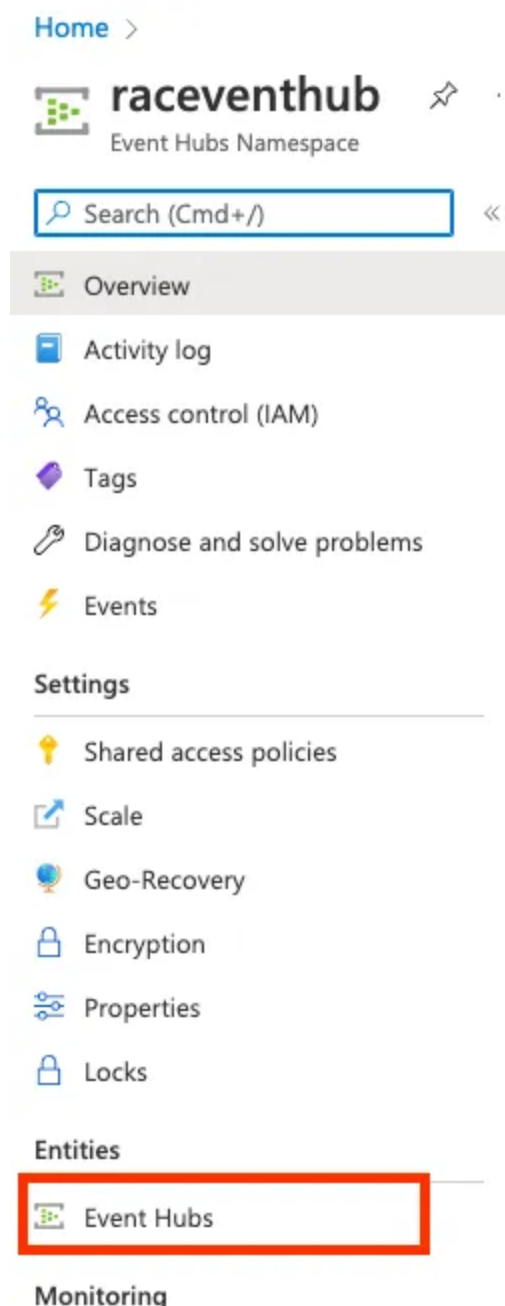 Home >
raceventhub
Event Hubs Namespace
Search (Cmd+/)
Overview
Activity log
Access control (IAM)
Tags
Diagnose and solve problems
Events
Settings
Shared access policies
Scale
Geo-Recovery
Encryption
Properties
Locks
Entities
Event Hubs
Monitoring